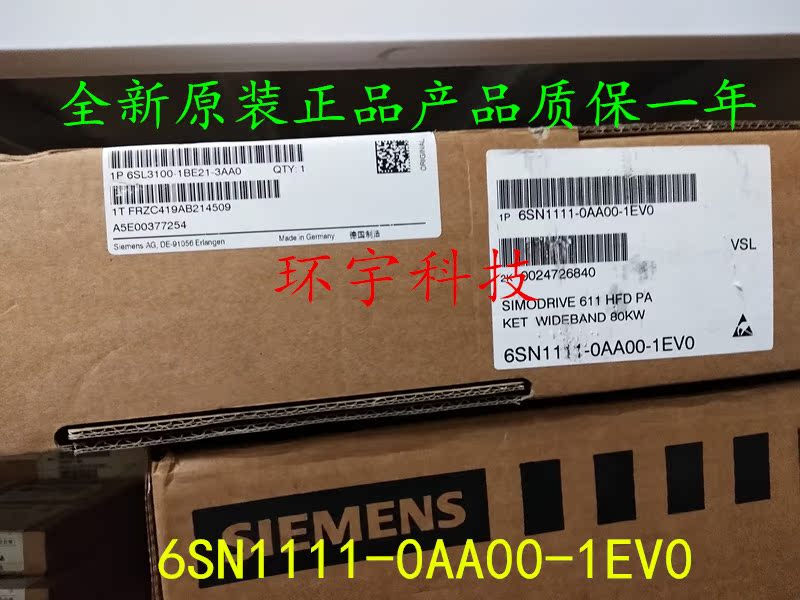 全新原装正品产品质保一年
1P 6SL3100-1BE21-3AA0 QTY: 1
1T FRZC419AB214509
A5E00377254
Siemens AG, DE-91056 Erlangen Made in Germany 德国制造
ORIGINAL
1P 6SN1111-0AA00-1EV0
2K 0024726840
VSL
SIMODRIVE 611 HFD PA
KET WIDEBAND 80KW
6SN1111-0AA00-1EV0
环宇科技
SIEMENS
6SN1111-0AA00-1EV0